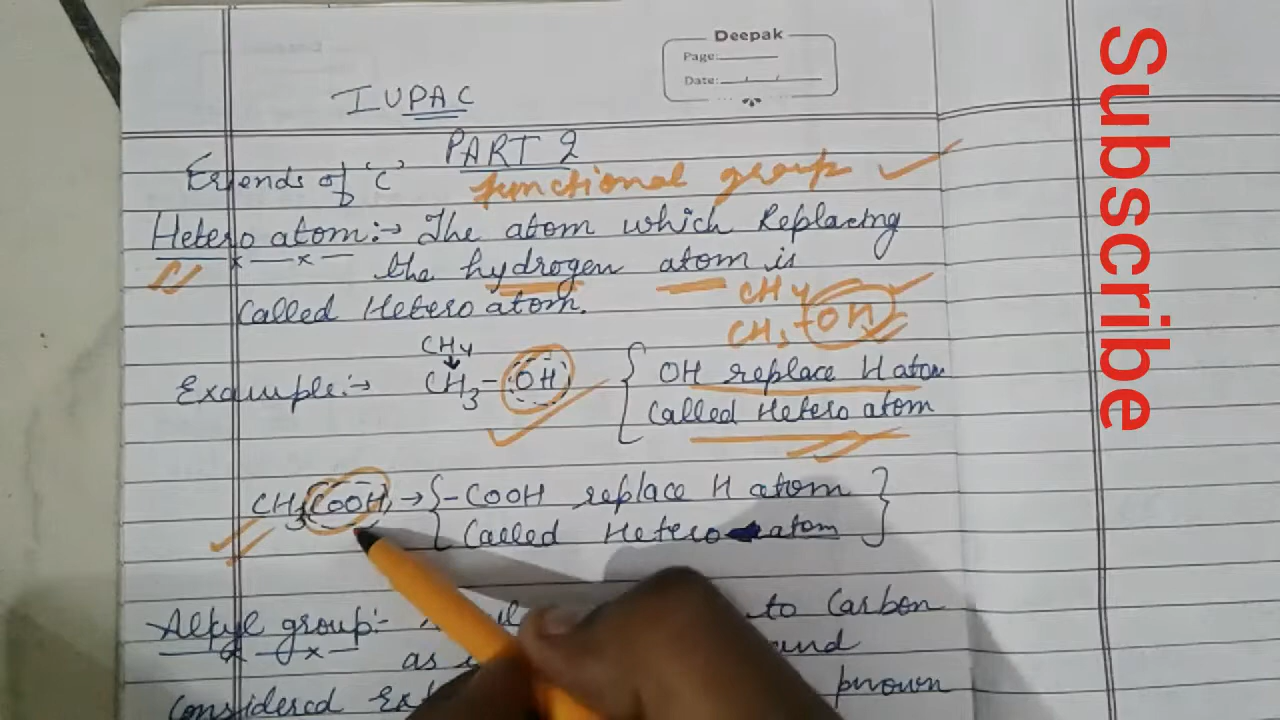 Deepak
Page:
Date:
IUPAC
PART 2
Extends of 'C'
functional group
Hetero atom:→ The atom which Replacing
the hydrogen atom is
Called Hetero atom.
CH4
CH3 + OH
CH4
Example:→ CH3-OH
OH replace H atom
Called Hetero atom
CH3COOH → -COOH replace H atom
Called Hetero atom
Alkyl group:- to Carbon
as
Considered
Subscribe